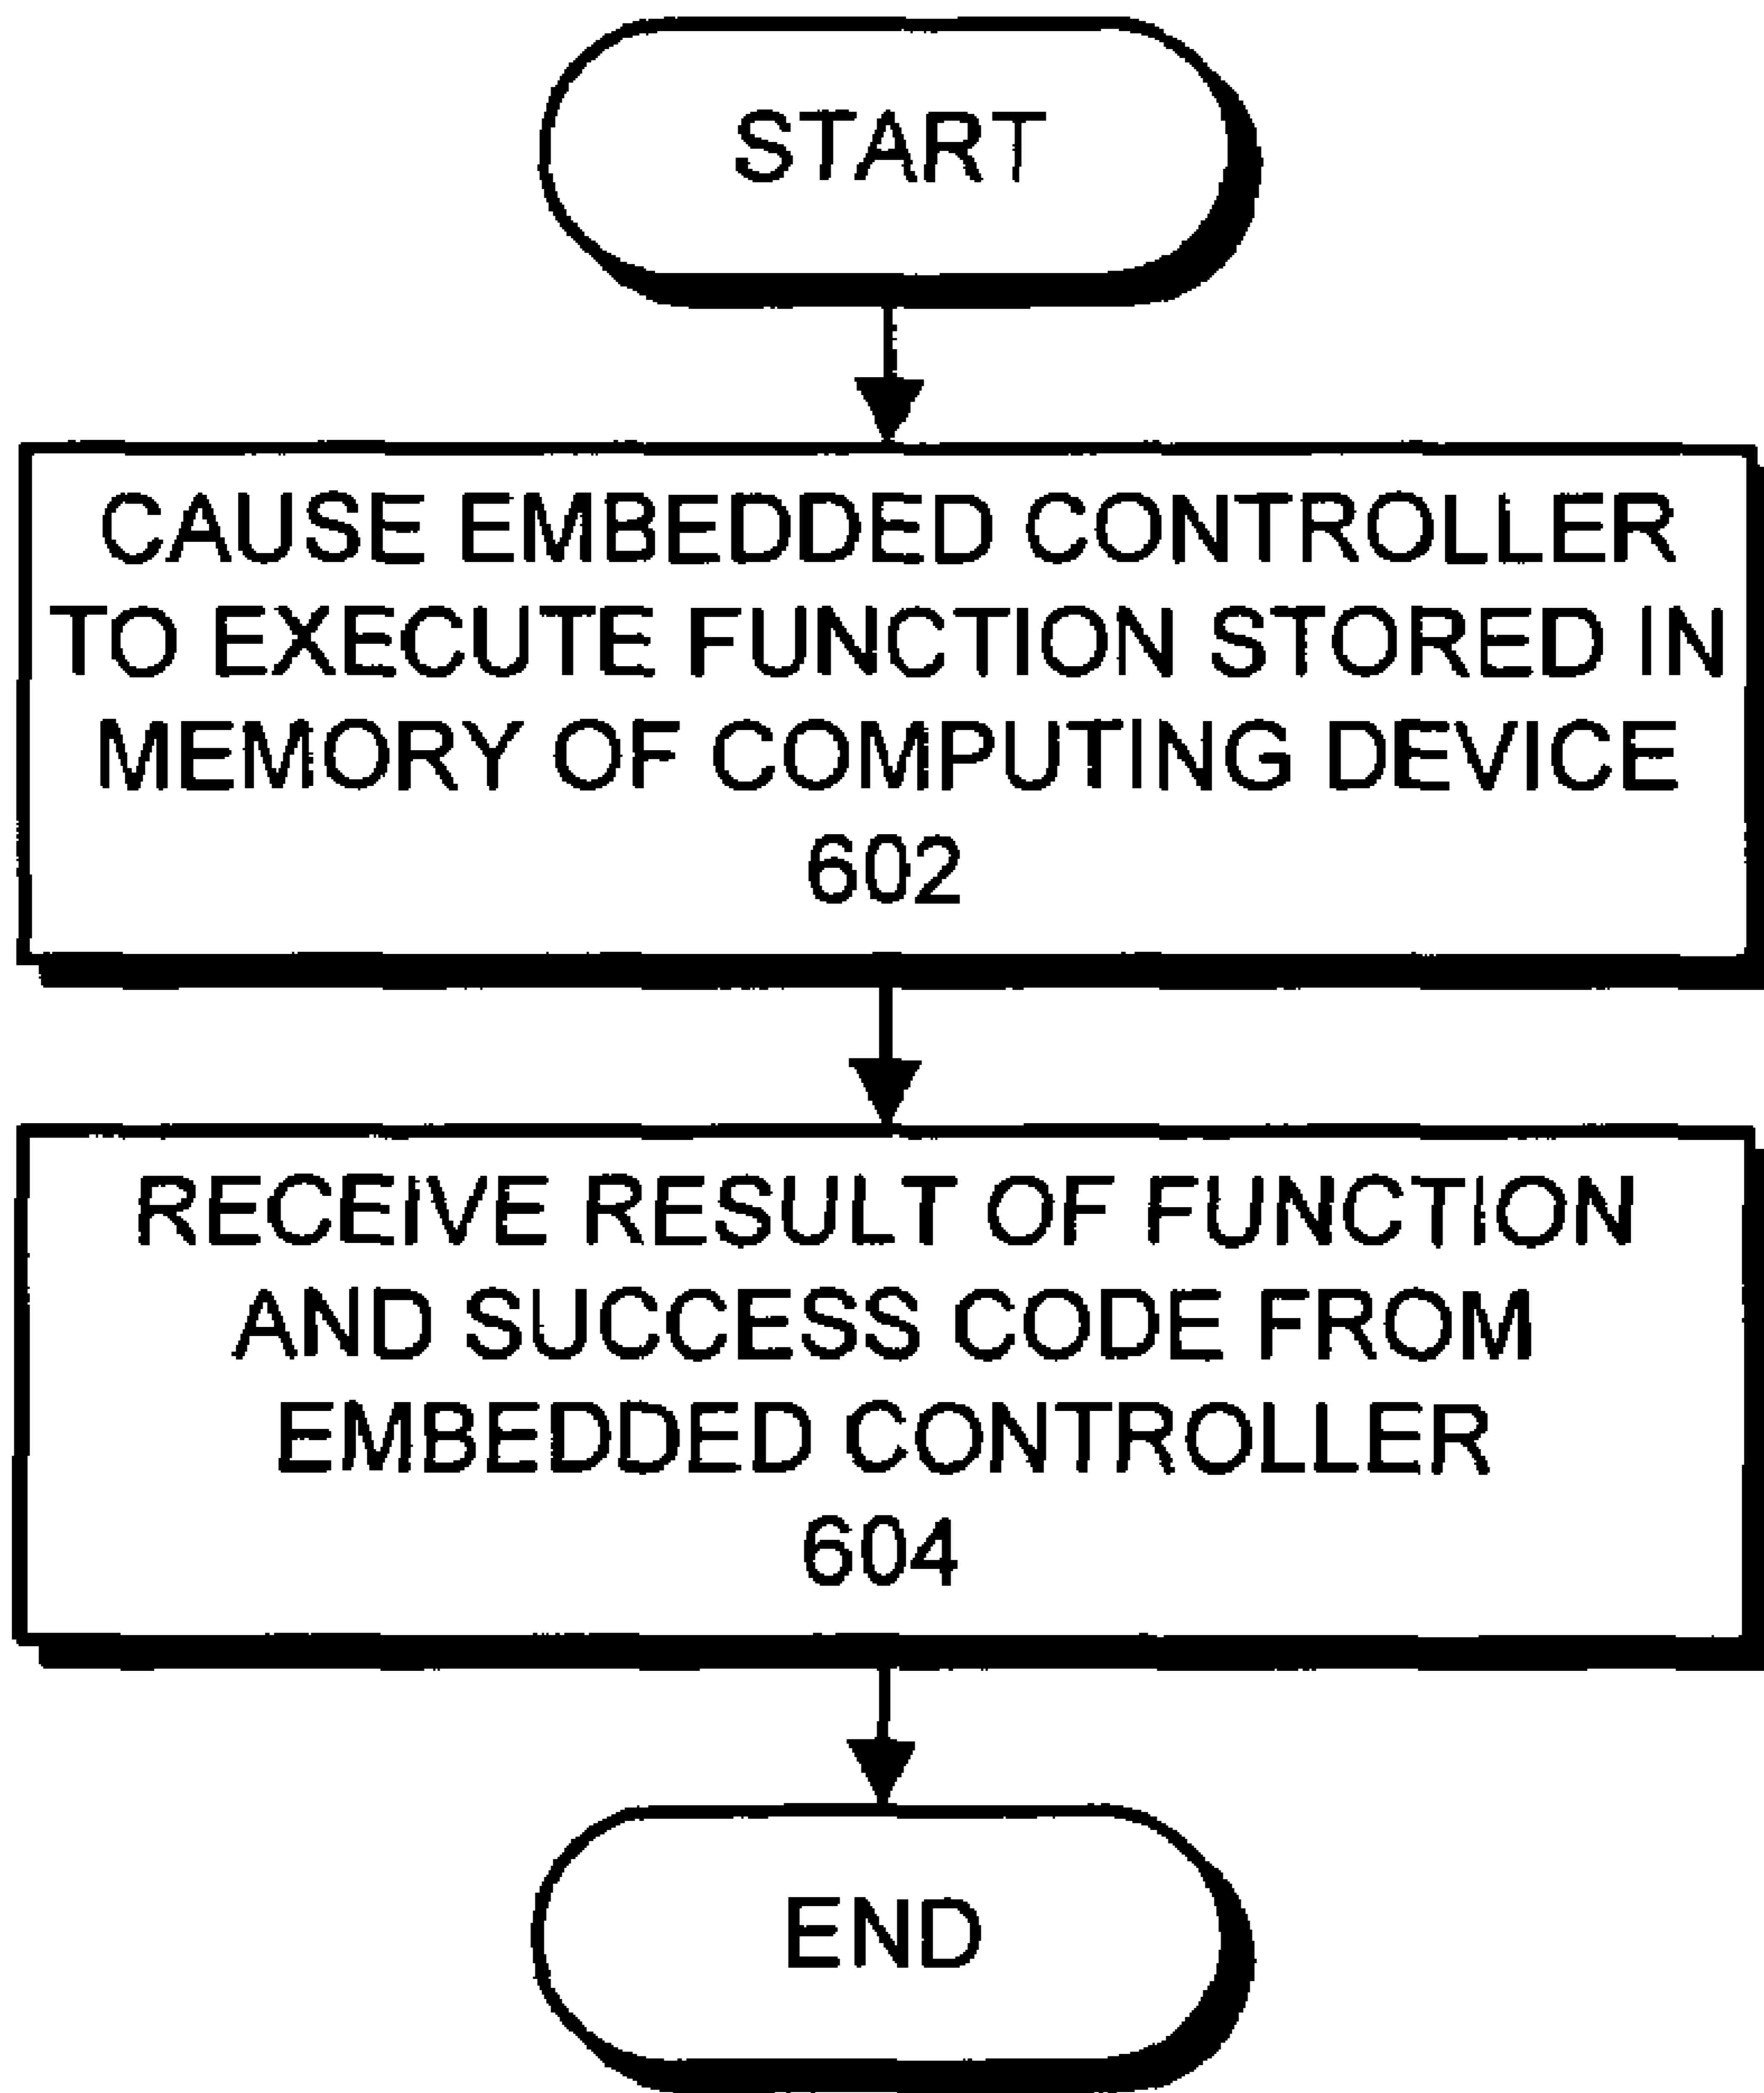 START
CAUSE EMBEDDED CONTROLLER
TO EXECUTE FUNCTION STORED IN
MEMORY OF COMPUTING DEVICE
602
RECEIVE RESULT OF FUNCTION
AND SUCCESS CODE FROM
EMBEDDED CONTROLLER
604
END